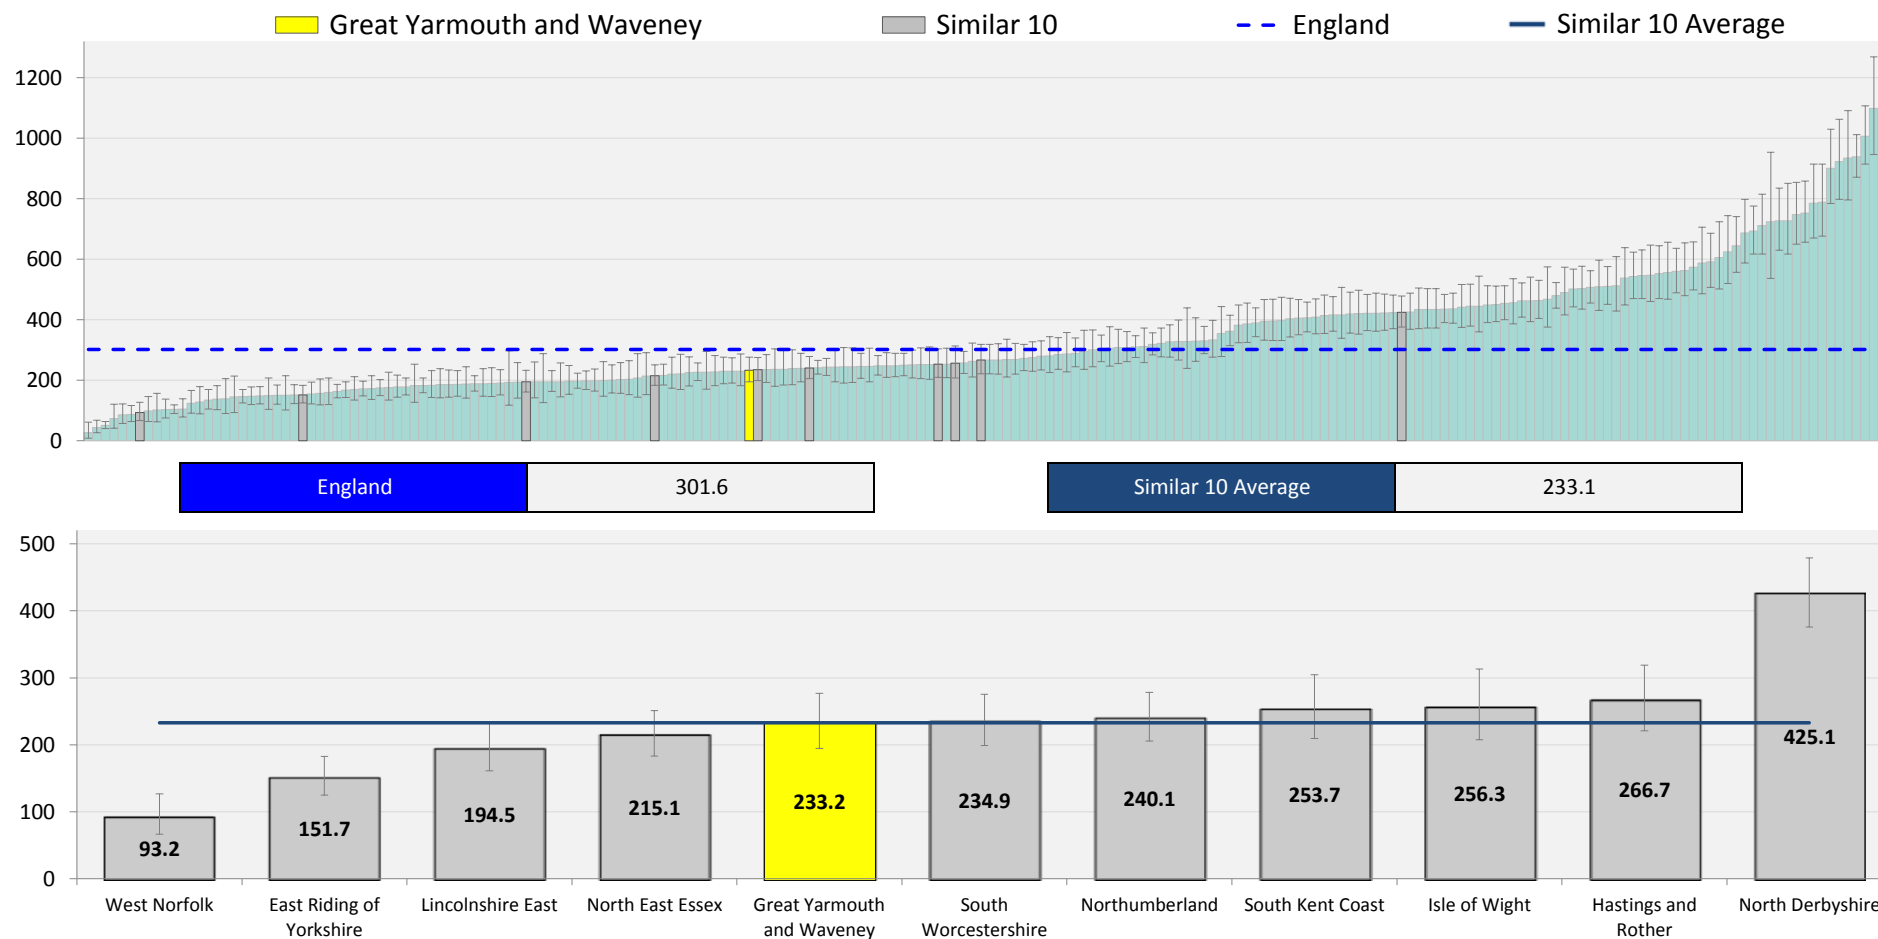 Great Yarmouth and Waveney
Similar 10
England
Similar 10 Average
1200
1000
800
600
400
200
0
England
301.6
Similar 10 Average
233.1
500
400
300
200
100
0
93.2
151.7
194.5
215.1
233.2
234.9
240.1
253.7
256.3
266.7
425.1
West Norfolk
East Riding of
Yorkshire
Lincolnshire East
North East Essex
Great Yarmouth
and Waveney
South
Worcestershire
Northumberland
South Kent Coast
Isle of Wight
Hastings and
Rother
North Derbyshire